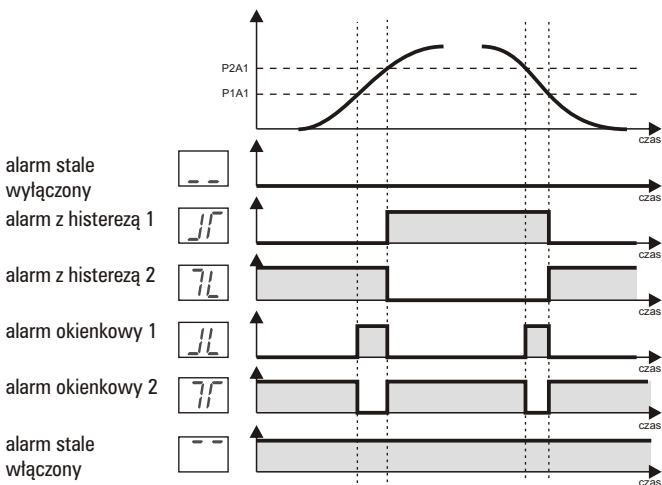 P2A1
P1A1
czas
alarm stale
wyłączony
czas
alarm z histerezą 1
czas
alarm z histerezą 2
czas
alarm okienkowy 1
czas
alarm okienkowy 2
czas
alarm stale
włączony
czas